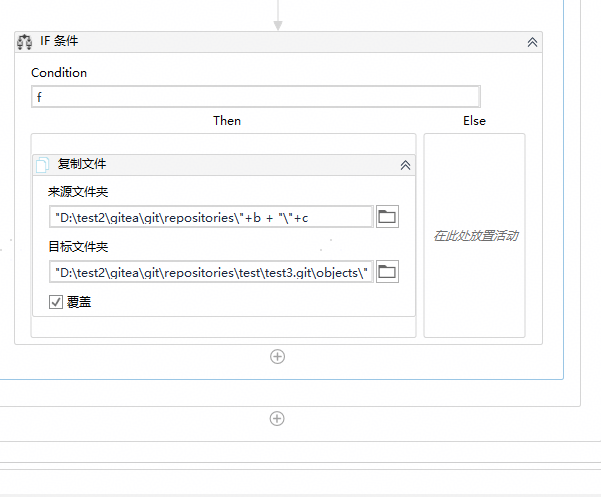 IF 条件
Condition
f
Then
Else
复制文件
来源文件夹
"D:\test2\gitea\git\repositories\"+b + "\"+c
目标文件夹
"D:\test2\gitea\git\repositories\test\test3.git\objects\"
覆盖
在此处放置活动